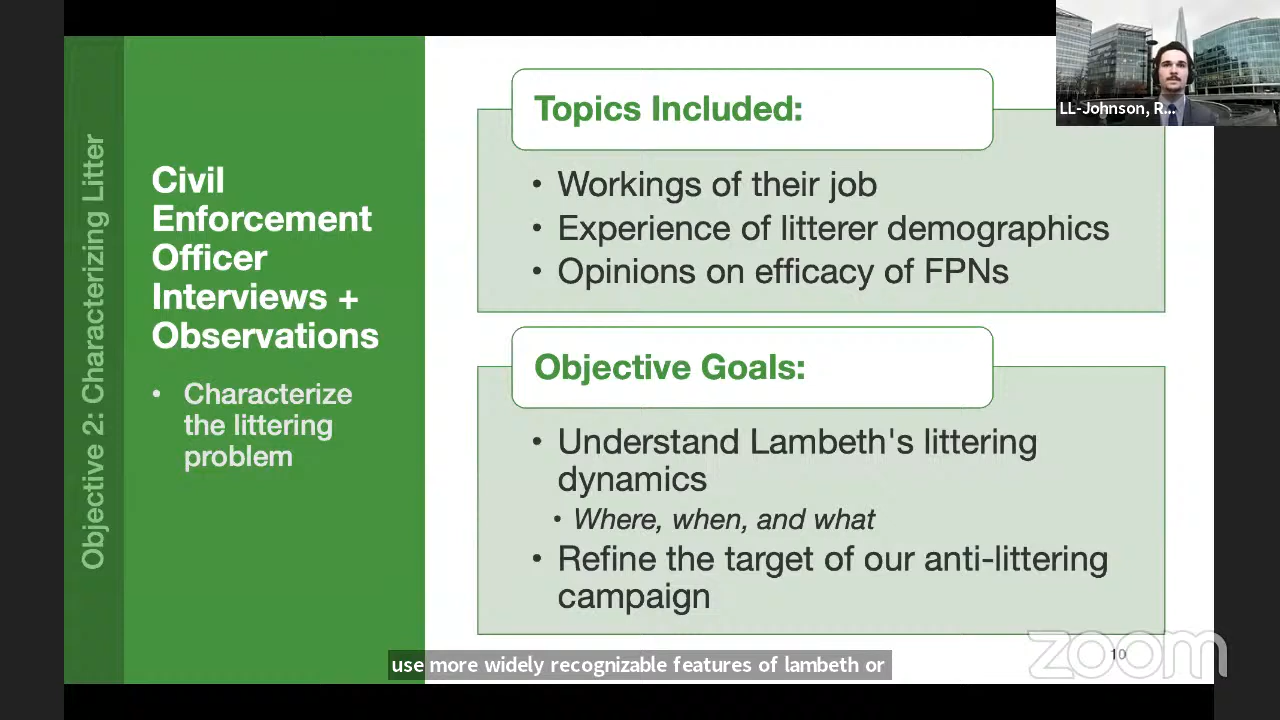 Objective 2: Characterizing Litter
Civil
Enforcement
Officer
Interviews +
Observations
• Characterize
the littering
problem
Topics Included:
• Workings of their job
• Experience of litterer demographics
• Opinions on efficacy of FPNs
Objective Goals:
• Understand Lambeth's littering
dynamics
• Where, when, and what
• Refine the target of our anti-littering
campaign
LL-Johnson, R...
use more widely recognizable features of lambeth or
10
zoom